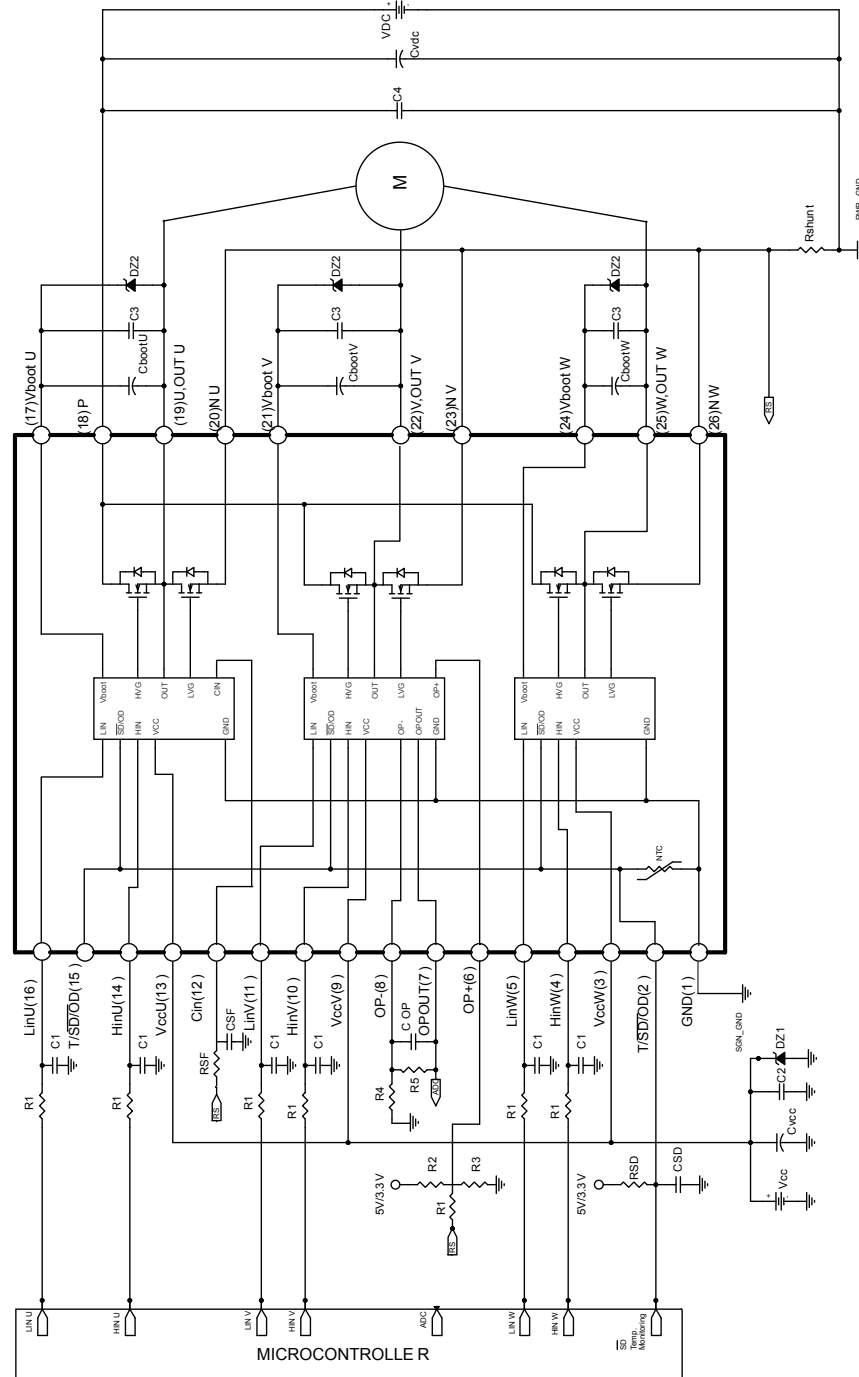 VDC
+
-
Cvdc
C4
M
Rshunt
RS
DZ2
C3
CbootU
DZ2
C3
CbootV
DZ2
C3
CbootW
(17)Vboot U
(18)P
(19)U,OUT U
(20)N U
(21)Vboot V
(22)V,OUT V
(23)N V
(24)Vboot W
(25)W,OUT W
(26)N W
Vboot
HVG
OUT
LVG
CIN
LIN
SD/OD
HIN
VCC
GND
Vboot
HVG
OUT
LVG
OP+
LIN
SD/OD
HIN
VCC
OP-
OPOUT
GND
Vboot
HVG
OUT
LVG
LIN
SD/OD
HIN
VCC
GND
NTC
LinU(16)
T/SD/OD(15)
HinU(14)
VccU(13)
Cin(12)
LinV(11)
HinV(10)
VccV(9)
OP-(8)
OPOUT(7)
OP+(6)
LinW(5)
HinW(4)
VccW(3)
T/SD/OD(2)
GND(1)
SGN_GND
R1
C1
R1
C1
RSF
CSF
RS
R1
C1
R1
C1
R4
R5
C OP
ADC
5V/3.3 V
R2
R3
R1
RS
R1
C1
R1
C1
5V/3.3 V
RSD
CSD
Vcc
+
-
Cvcc
C2
DZ1
LIN U
HIN U
LIN V
HIN V
ADC
LIN W
HIN W
SD
Temp.
Monitoring
MICROCONTROLLE R